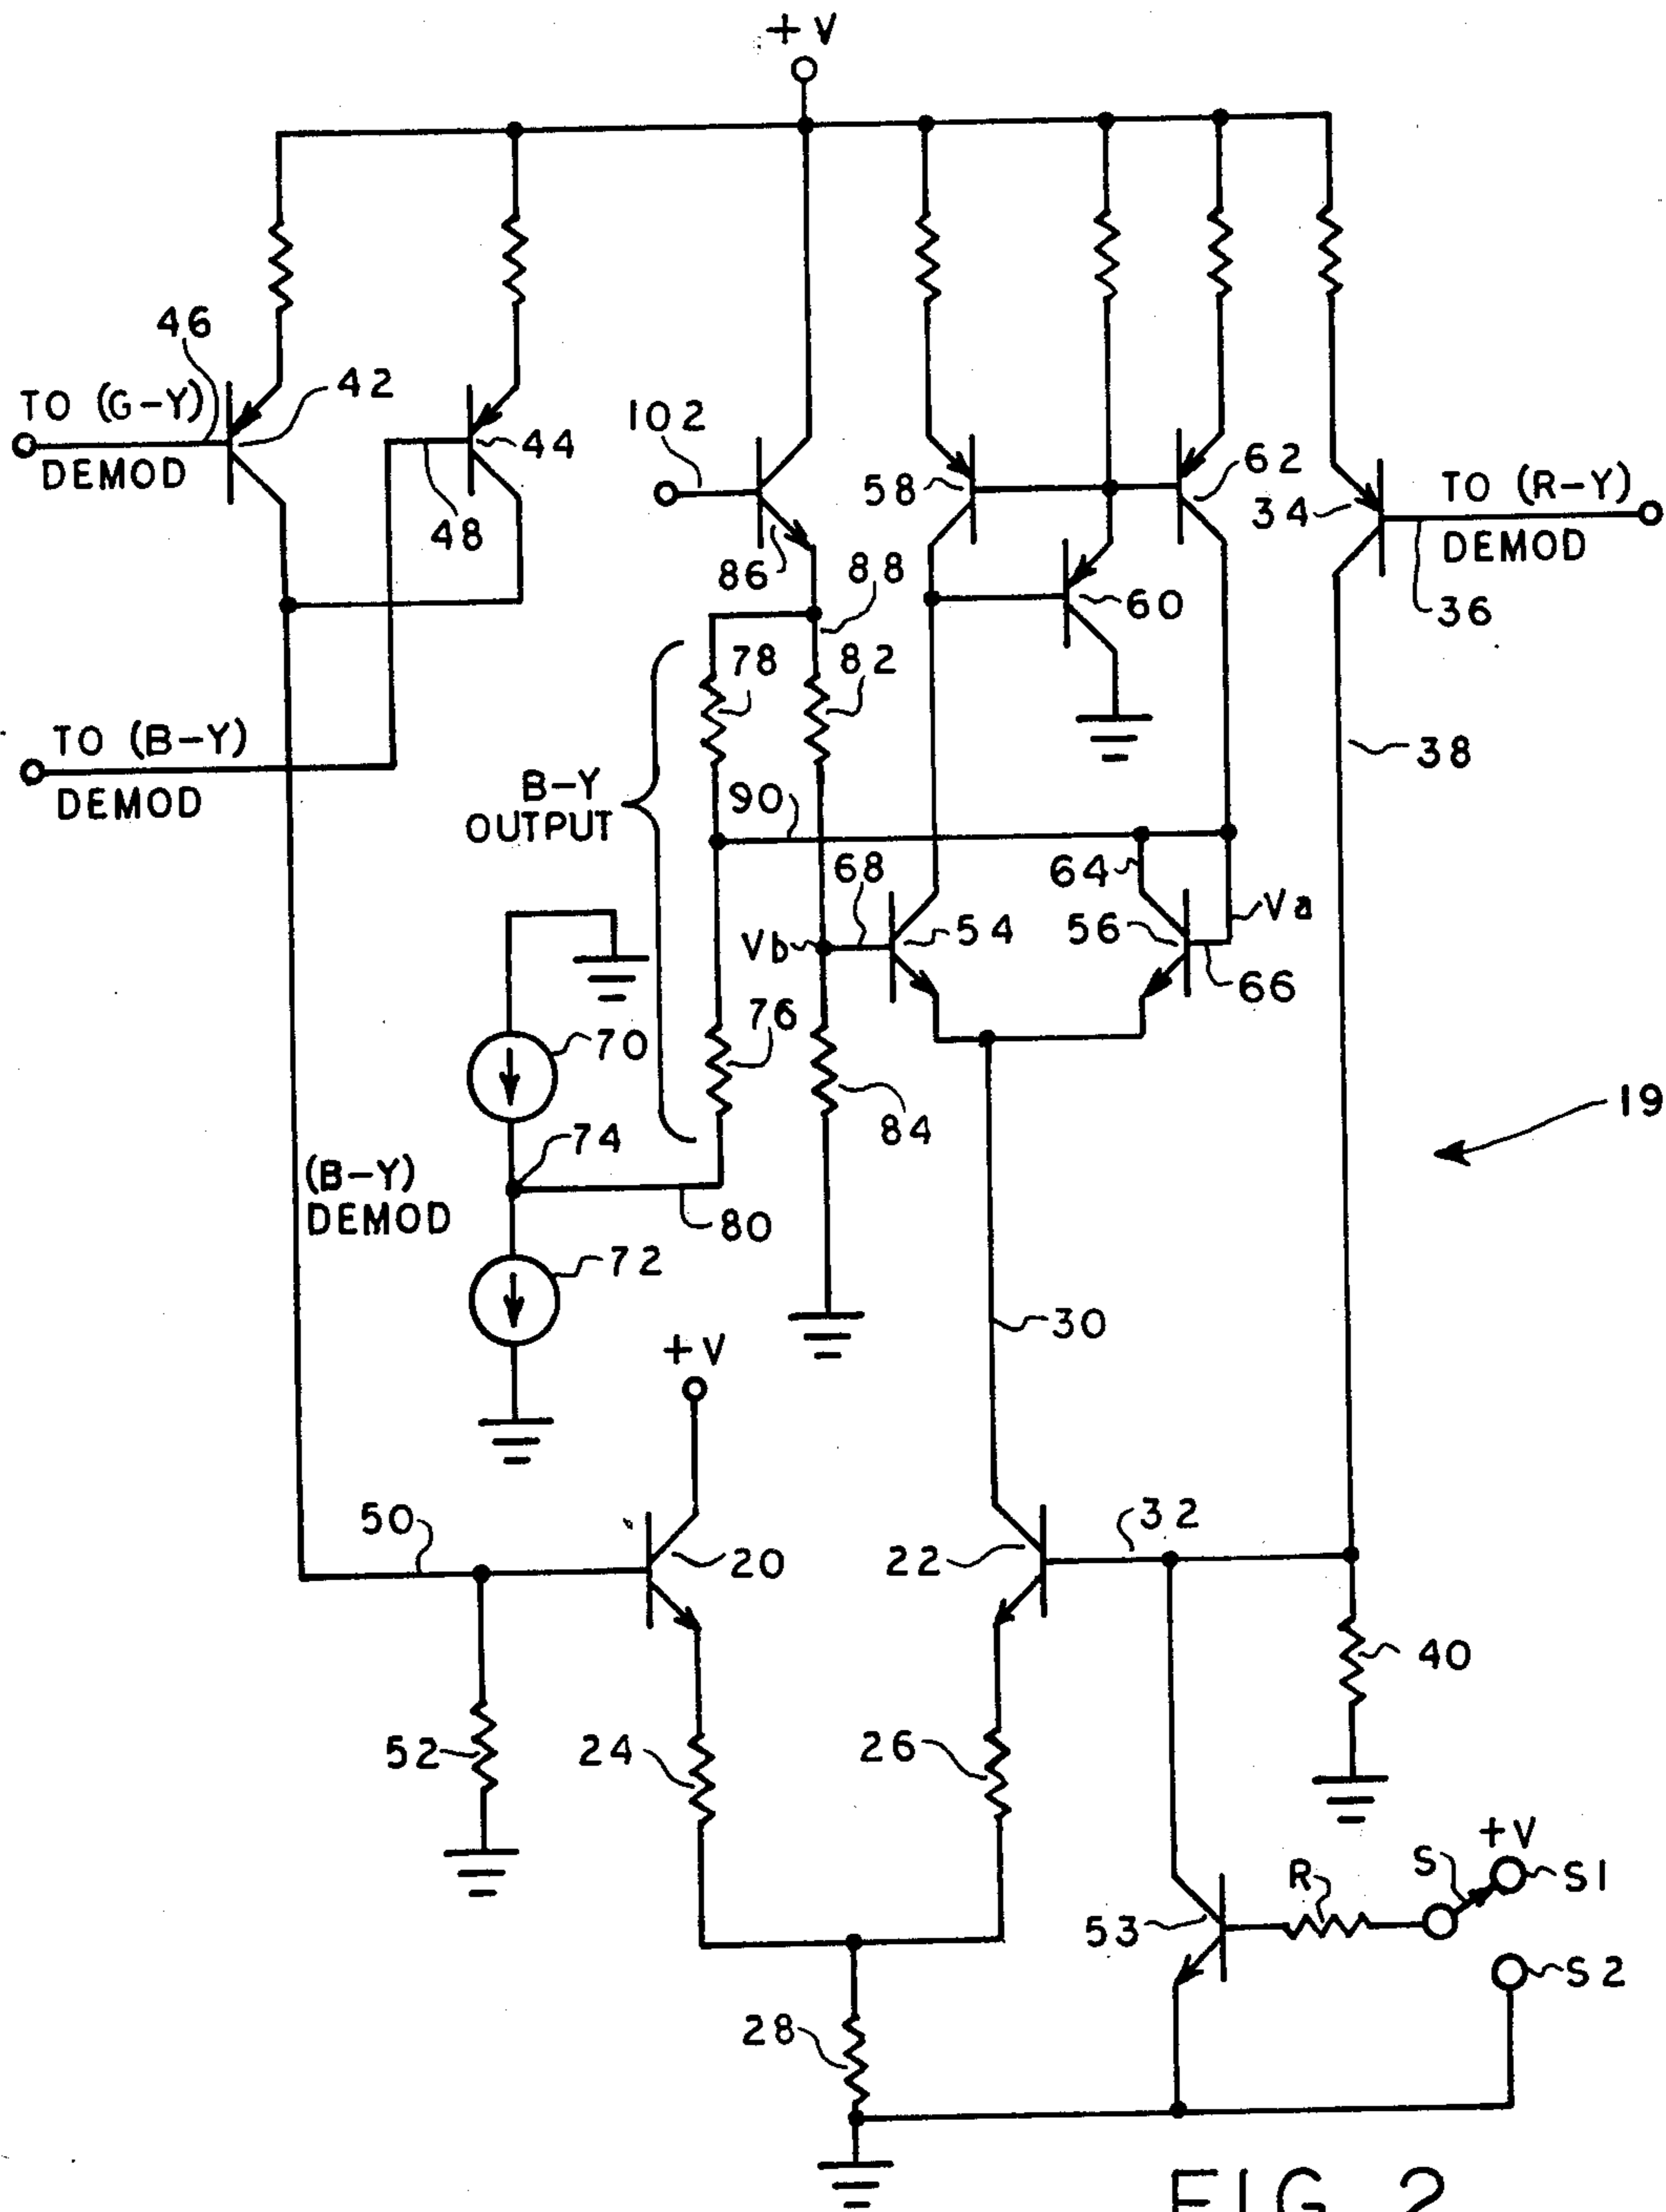 +V
46
TO (G-Y)
DEMOD
42
44
48
102
86
58
62
34
TO (R-Y)
DEMOD
36
88
60
78
82
TO (B-Y)
DEMOD
B-Y
OUTPUT
90
38
68
64
Va
Vb
54
56
66
70
76
84
19
74
(B-Y)
DEMOD
80
72
+V
30
50
20
22
32
40
52
24
26
+V
S
S1
R
53
S2
28
FIG. 2